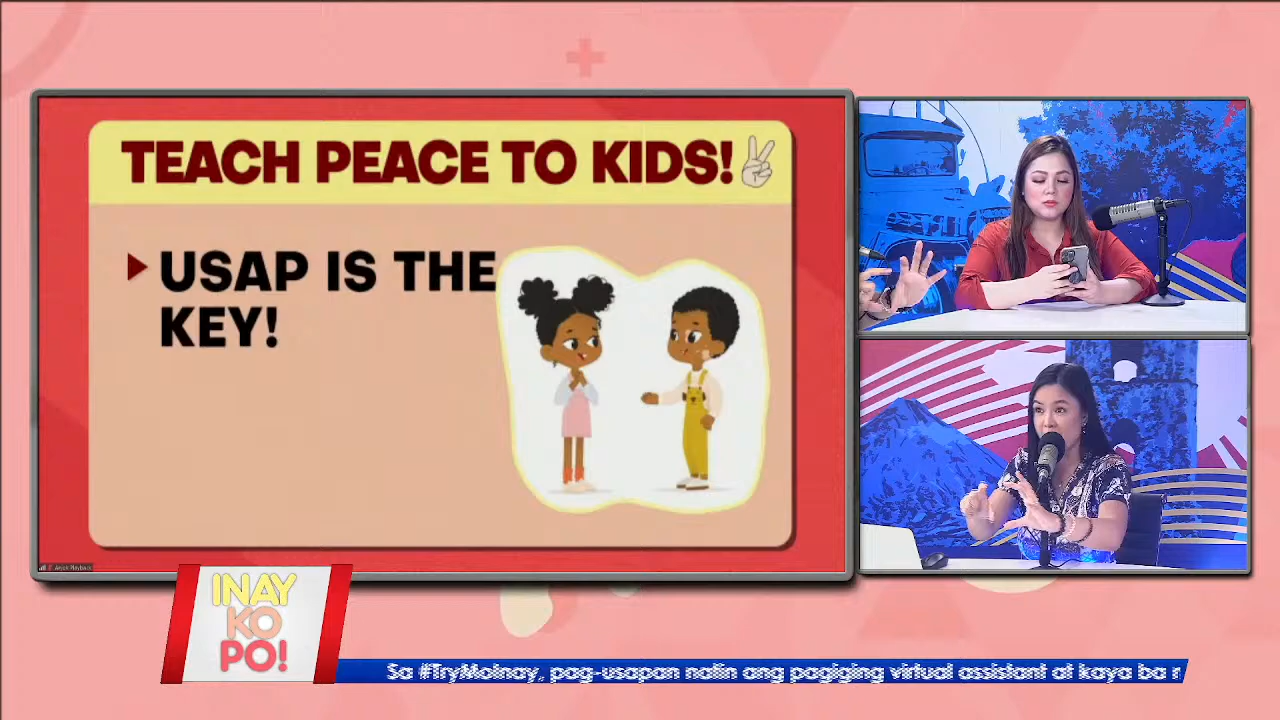 TEACH PEACE TO KIDS!✌
USAP IS THE
KEY!
INAY
KO
PO!
Sa #TryMoInay, pag-usapan natin ang pagiging virtual assistant at kaya ba